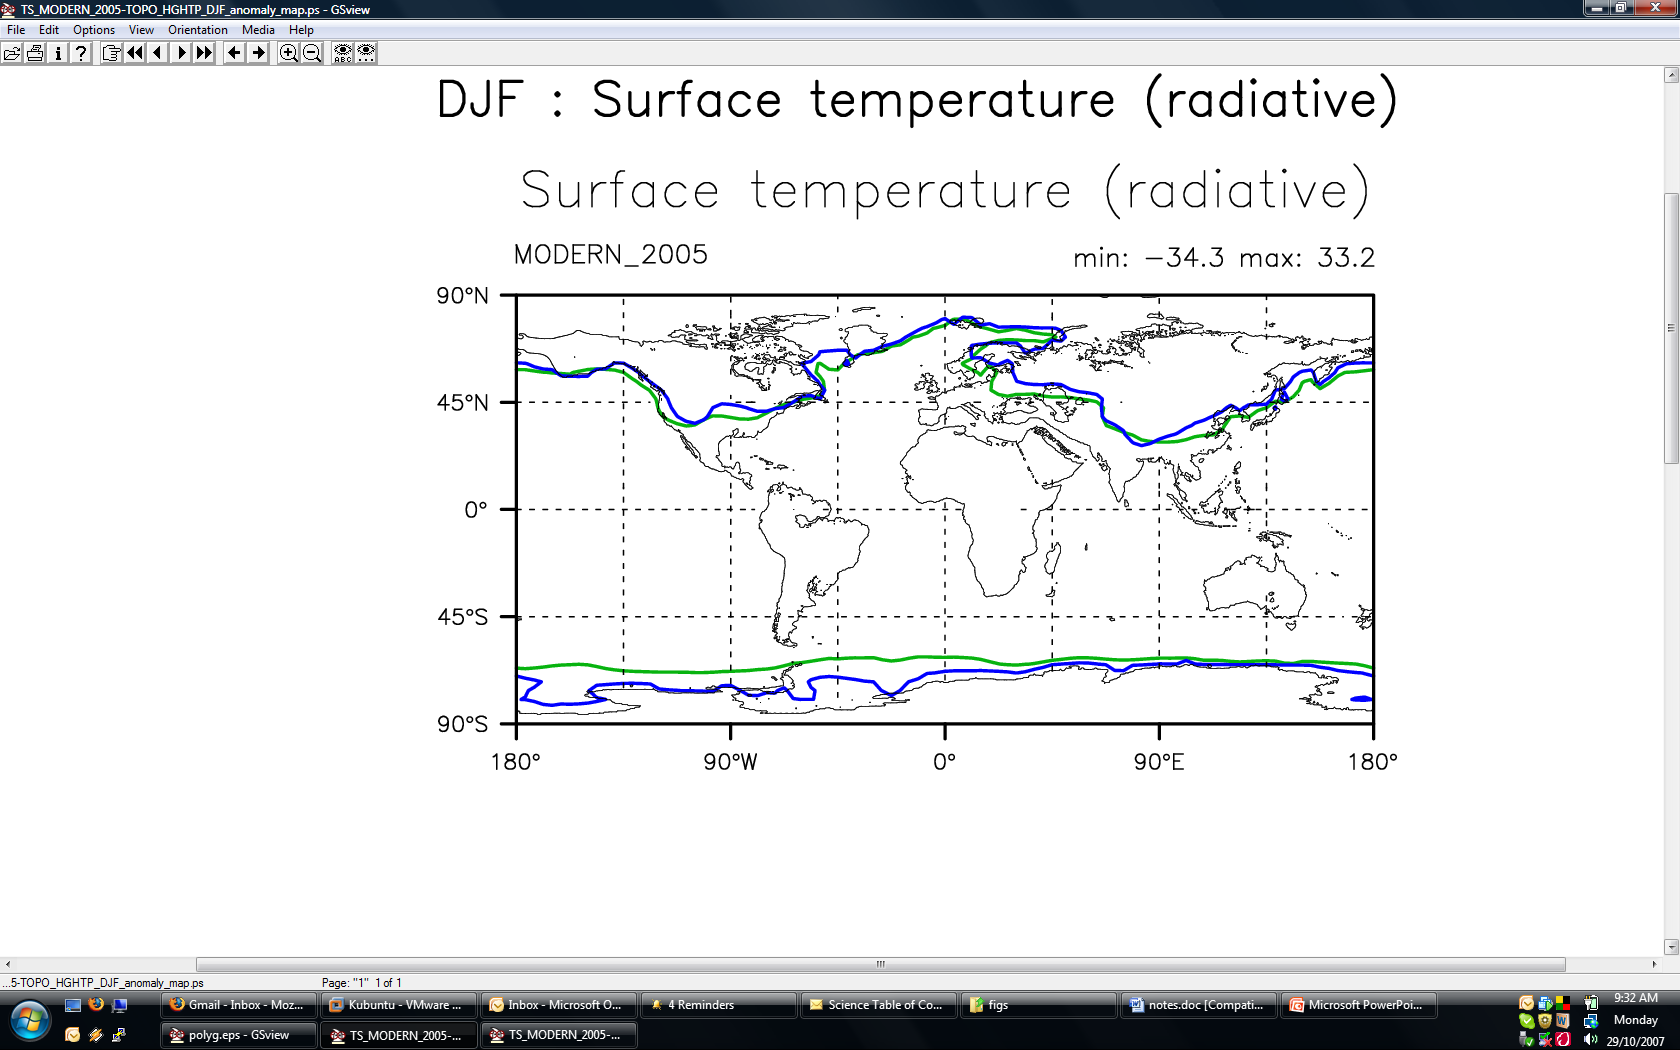 TS_MODERN_2005-TOPO_HGHTP_DJF_anomaly_map.ps - GSview
File Edit Options View Orientation Media Help
DJF : Surface temperature (radiative)
Surface temperature (radiative)
MODERN_2005 min: −34.3 max: 33.2
90°N
45°N
0°
45°S
90°S
180° 90°W 0° 90°E 180°
...5-TOPO_HGHTP_DJF_anomaly_map.ps Page: "1" 1 of 1
Gmail - Inbox - Moz... Kubuntu - VMware ... Inbox - Microsoft O... 4 Reminders Science Table of Co... figs notes.doc [Compati... Microsoft PowerPoi... 9:32 AM
Monday
polyg.eps - GSview TS_MODERN_2005-... TS_MODERN_2005-... 29/10/2007